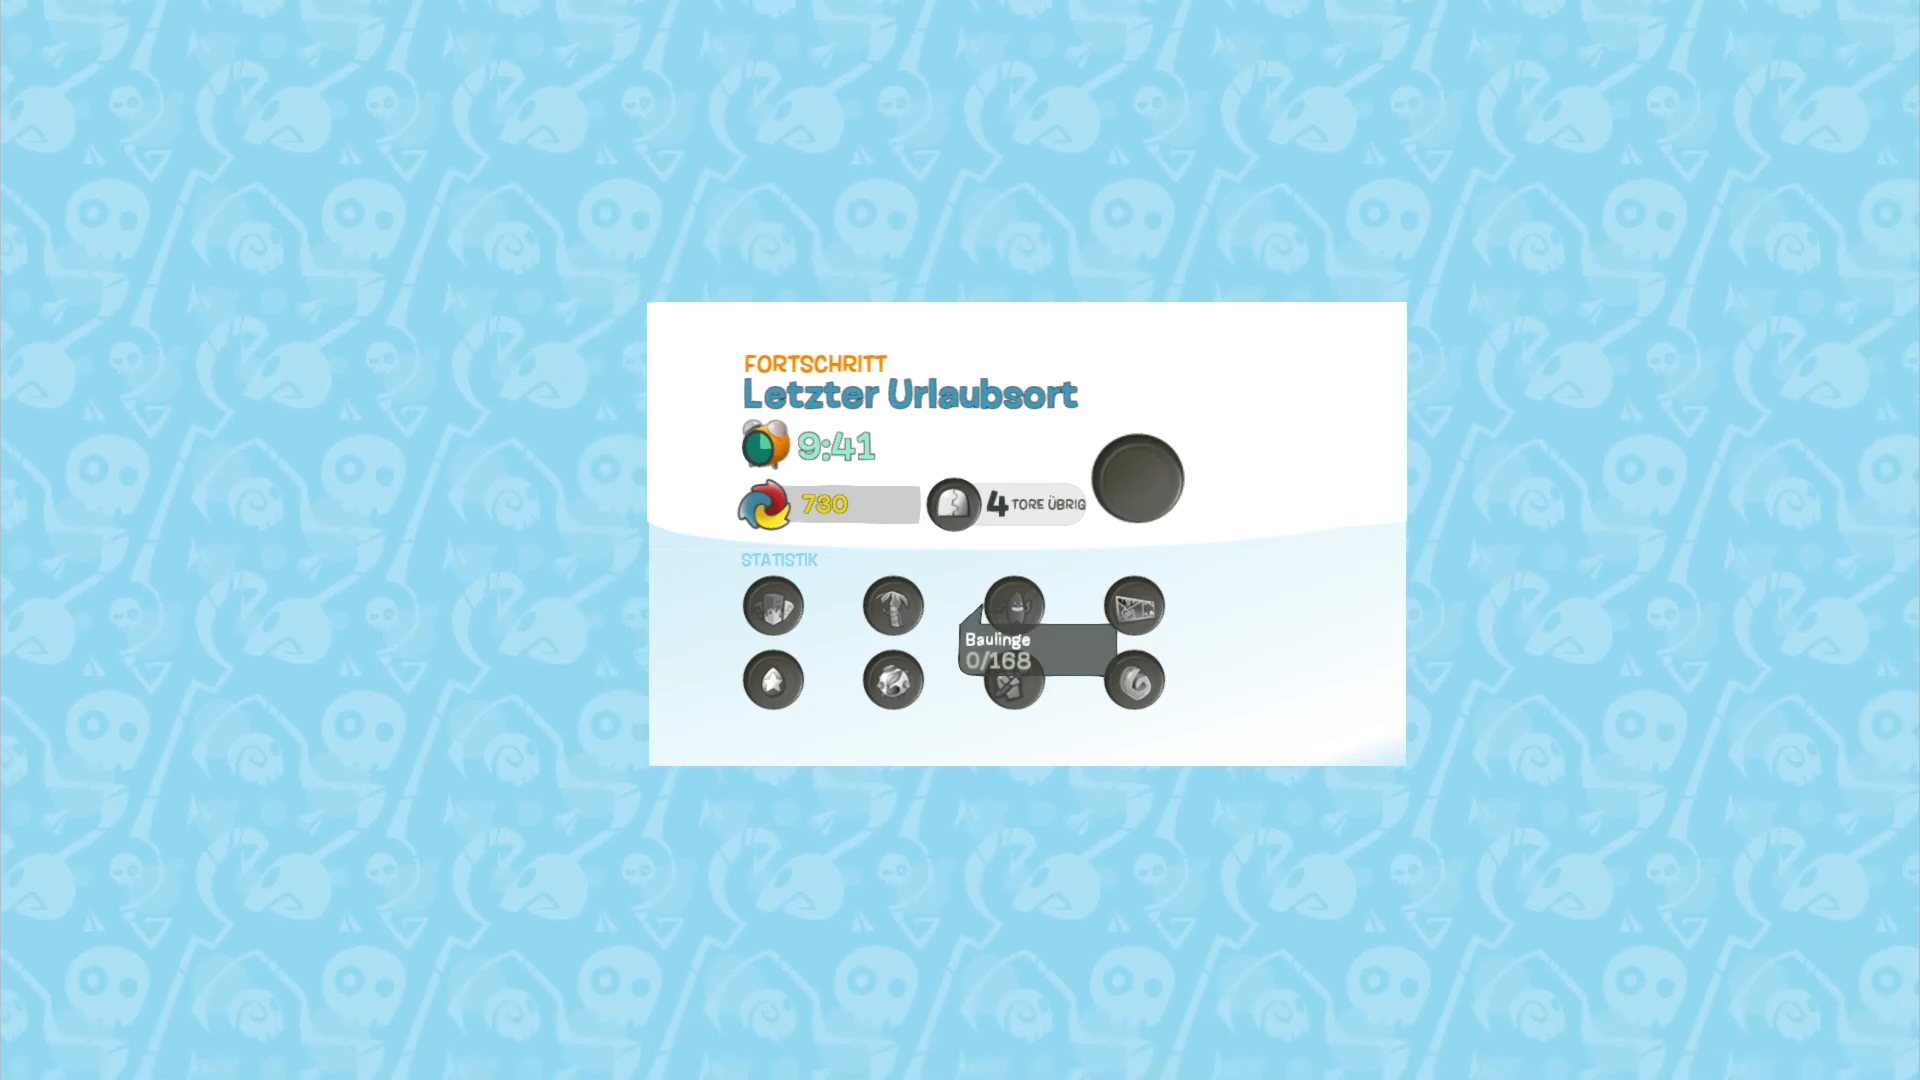 FORTSCHRITT
Letzter Urlaubsort
9:41
730
4 TORE ÜBRIG
STATISTIK
Baulinge
0/168